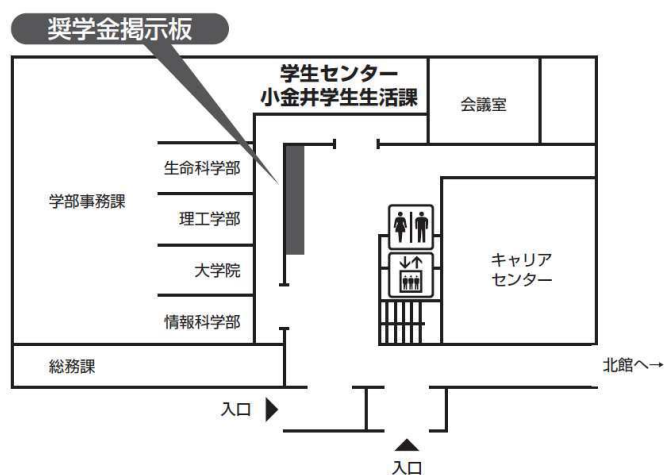 奨学金掲示板
学生センター
小金井学生生活課
会議室
生命科学部
学部事務課
理工学部
大学院
キャリア
センター
情報科学部
総務課
北館へ→
入口
入口